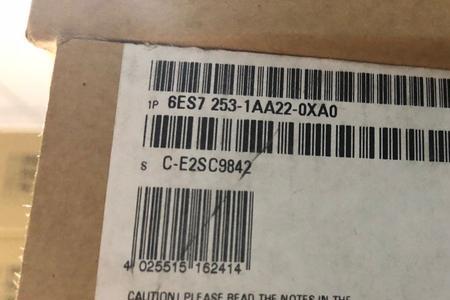 1P 6ES7 253-1AA22-0XA0
S C-E2SC9842
4 025515 162414
CAUTION! PLEASE READ THE NOTES IN THE